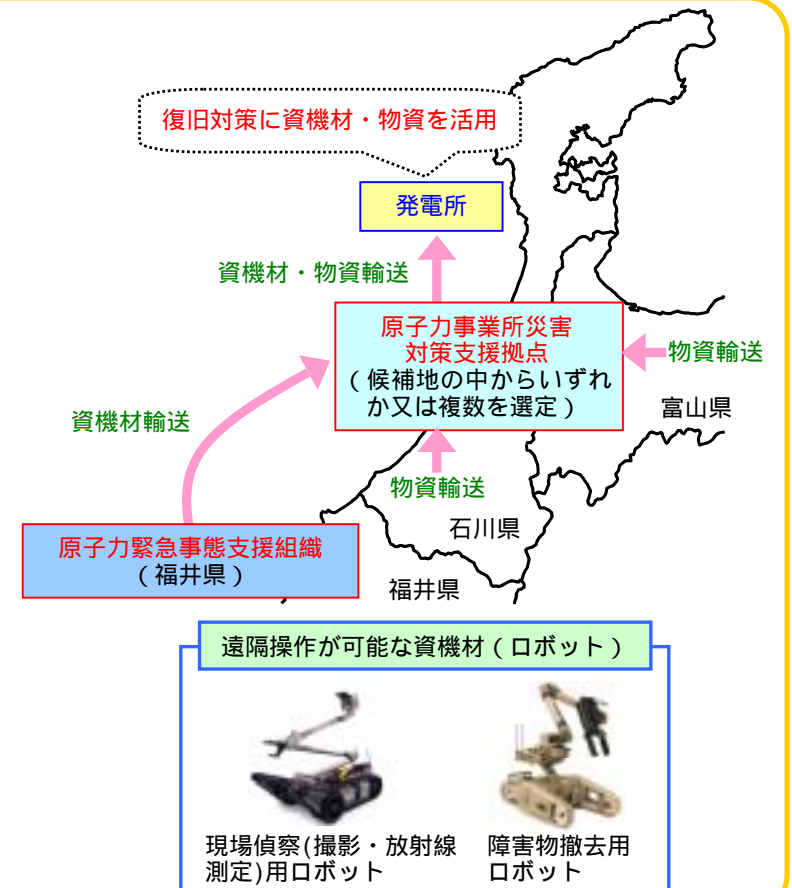 復旧対策に資機材・物資を活用
発電所
資機材・物資輸送
原子力事業所災害
対策支援拠点
(候補地の中からいずれ
か又は複数を選定)
物資輸送
富山県
資機材輸送
物資輸送
石川県
原子力緊急事態支援組織
(福井県)
福井県
遠隔操作が可能な資機材(ロボット)
現場偵察(撮影・放射線
測定)用ロボット
障害物撤去用
ロボット